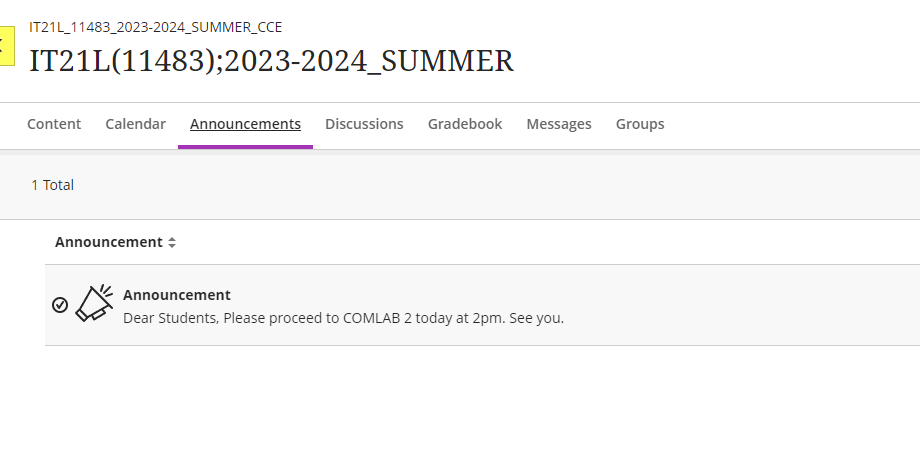 IT21L_11483_2023-2024_SUMMER_CCE
IT21L(11483);2023-2024_SUMMER
Content Calendar Announcements Discussions Gradebook Messages Groups
1 Total
Announcement
Announcement
Dear Students, Please proceed to COMLAB 2 today at 2pm. See you.